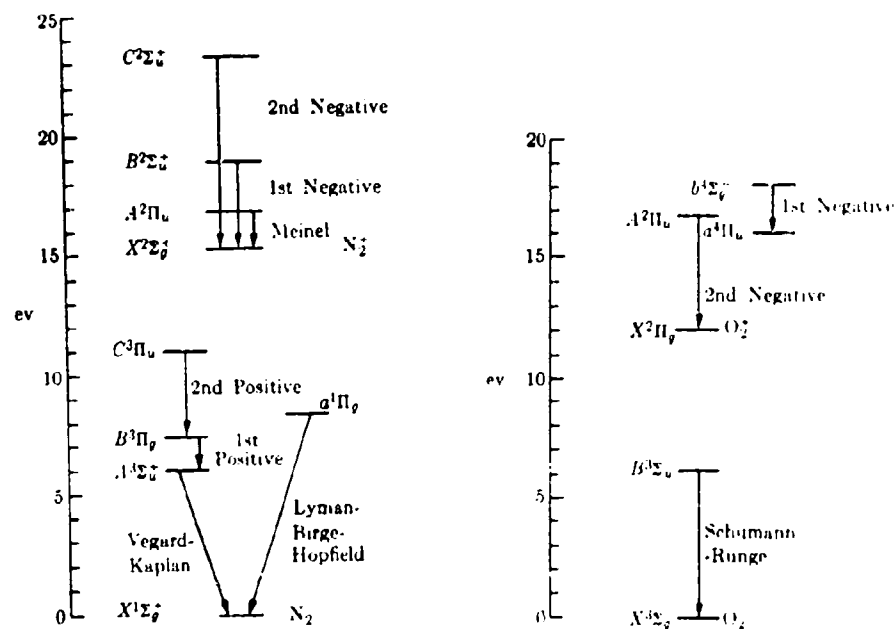 25
C²Σᵤ⁺
2nd Negative
20
B²Σᵤ⁺
1st Negative
A²Πᵤ
Meinel
X²Σg⁺
N₂⁺
15
ev
C³Πᵤ
10
2nd Positive
a¹Πg
B³Πg
1st
Positive
A³Σᵤ⁺
5
Lyman-
Birge-
Hopfield
Vegard-
Kaplan
X¹Σg⁺
N₂
0
20
b⁴Σg⁻
1st Negative
A²Πᵤ
a⁴Πᵤ
15
2nd Negative
X²Πg
O₂⁺
ev
10
B³Σᵤ
5
Schumann
-Runge
X³Σg
O₂
0